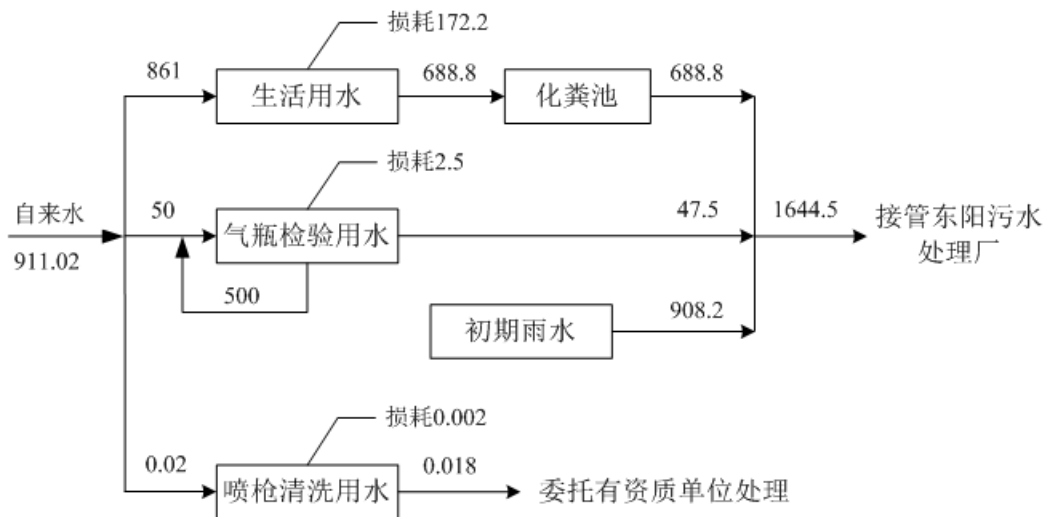 损耗172.2
861
生活用水
688.8
化粪池
688.8
损耗2.5
自来水
911.02
50
气瓶检验用水
500
47.5
1644.5
接管东阳污水
处理厂
初期雨水
908.2
损耗0.002
0.02
喷枪清洗用水
0.018
委托有资质单位处理